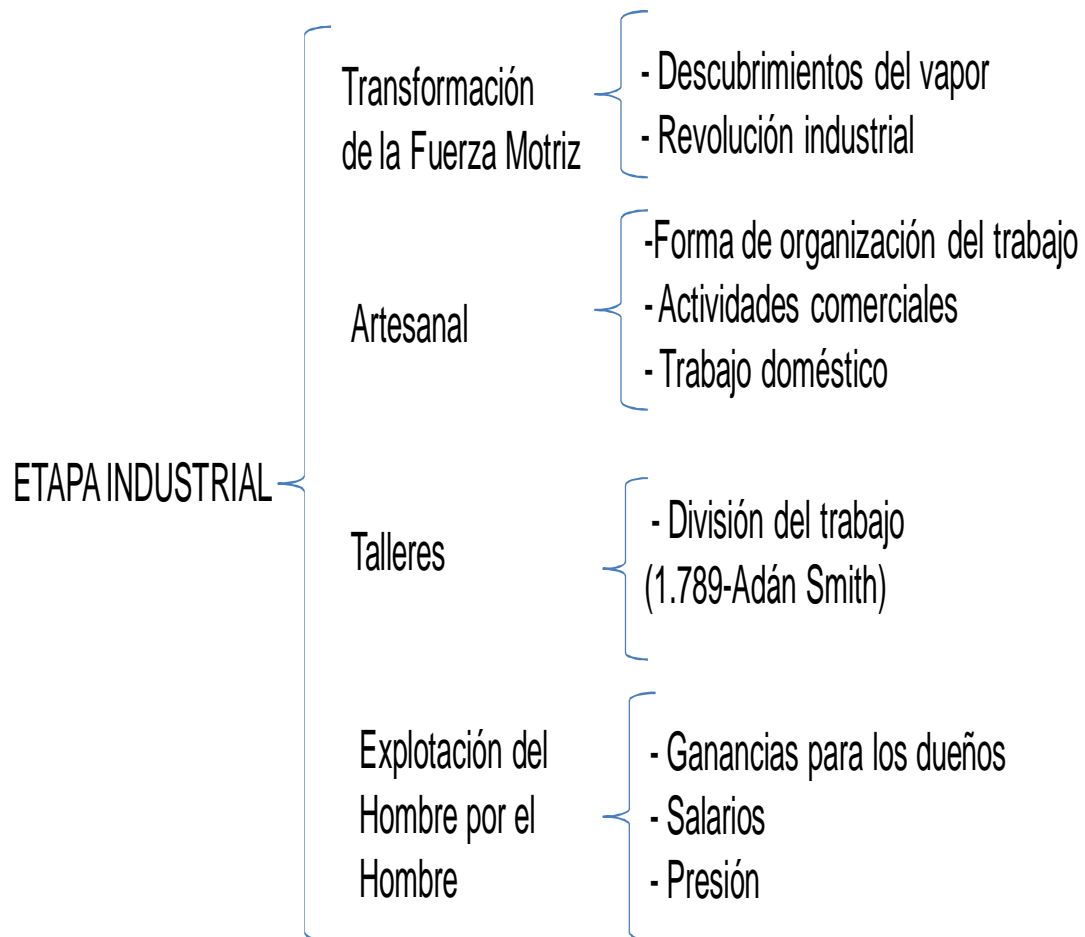 ETAPA INDUSTRIAL
Transformación
de la Fuerza Motriz
- Descubrimientos del vapor
- Revolución industrial
Artesanal
-Forma de organización del trabajo
- Actividades comerciales
- Trabajo doméstico
Talleres
- División del trabajo
(1.789-Adán Smith)
Explotación del
Hombre por el
Hombre
- Ganancias para los dueños
- Salarios
- Presión